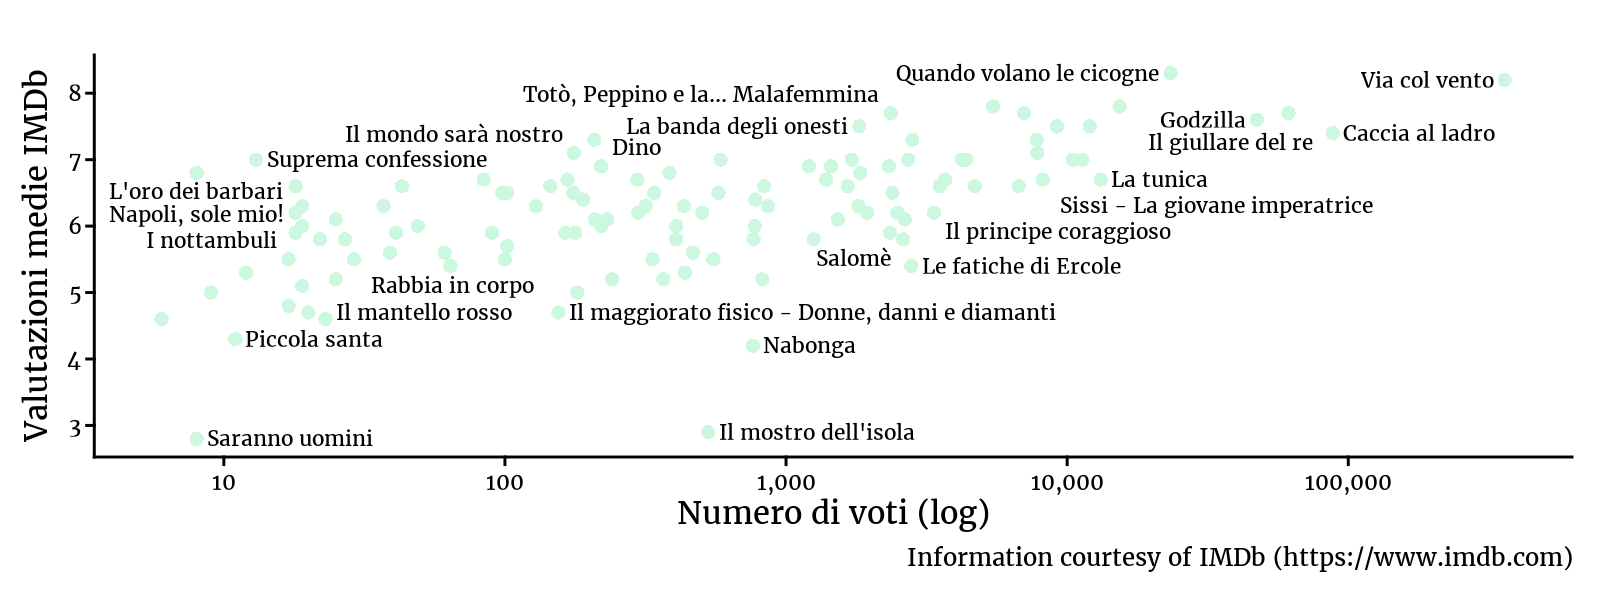 Valutazioni medie IMDb
8
7
6
5
4
3
Quando volano le cicogne
Via col vento
Totò, Peppino e la... Malafemmina
Godzilla
La banda degli onesti
Il mondo sarà nostro
Caccia al ladro
Il giullare del re
Dino
Suprema confessione
La tunica
L'oro dei barbari
Sissi - La giovane imperatrice
Napoli, sole mio!
Il principe coraggioso
I nottambuli
Salomè
Le fatiche di Ercole
Rabbia in corpo
Il mantello rosso
Il maggiorato fisico - Donne, danni e diamanti
Piccola santa
Nabonga
Il mostro dell'isola
Saranno uomini
10
100
1,000
10,000
100,000
Numero di voti (log)
Information courtesy of IMDb (https://www.imdb.com)